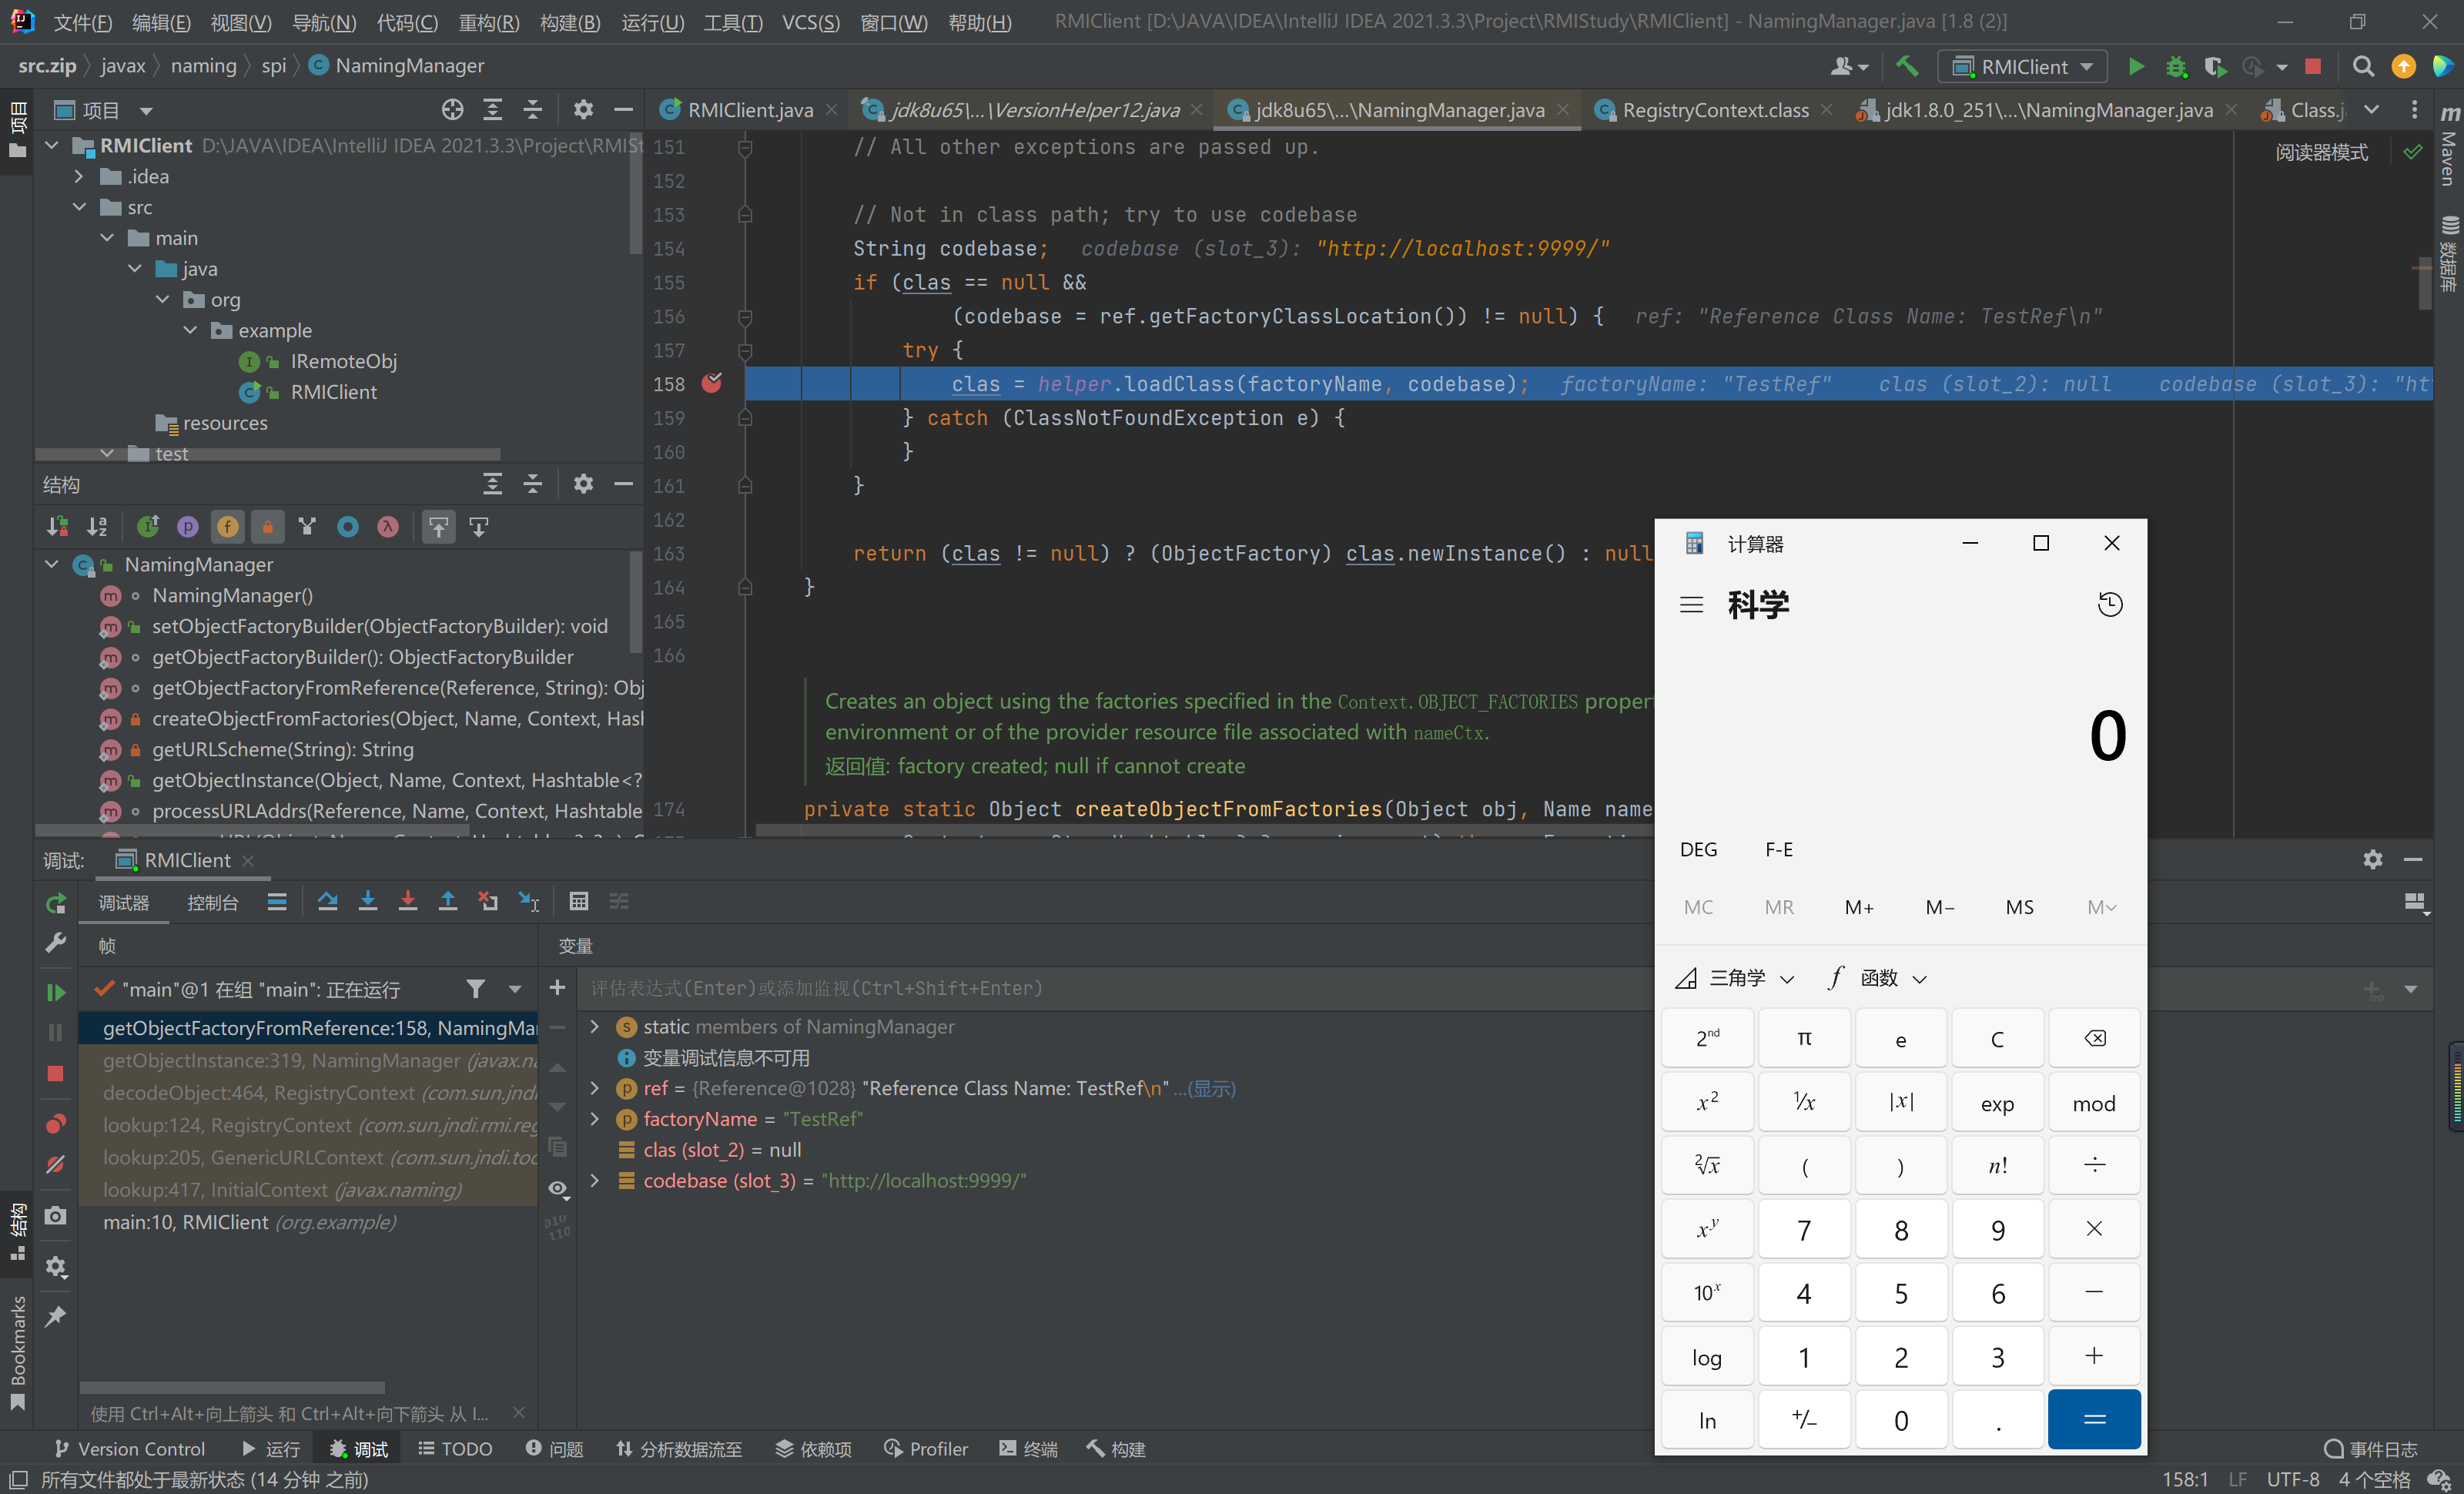 文件(F) 编辑(E) 视图(V) 导航(N) 代码(C) 重构(R) 构建(B) 运行(U) 工具(T) VCS(S) 窗口(W) 帮助(H) RMIClient [D:\JAVA\IDEA\IntelliJ IDEA 2021.3.3\Project\RMIStudy\RMIClient] - NamingManager.java [1.8 (2)]
src.zip javax naming spi NamingManager
RMIClient
项目
RMIClient.java jdk8u65\...\VersionHelper12.java jdk8u65\...\NamingManager.java RegistryContext.class jdk1.8.0_251\...\NamingManager.java Class.j
项目
Maven
数据库
结构
Bookmarks
RMIClient D:\JAVA\IDEA\IntelliJ IDEA 2021.3.3\Project\RMISt
.idea
src
main
java
org
example
IRemoteObj
RMIClient
resources
test
阅读器模式
151 // All other exceptions are passed up.
152
153 // Not in class path; try to use codebase
154 String codebase; codebase (slot_3): "http://localhost:9999/"
155 if (clas == null &&
156 (codebase = ref.getFactoryClassLocation()) != null) { ref: "Reference Class Name: TestRef\n"
157 try {
158 clas = helper.loadClass(factoryName, codebase); factoryName: "TestRef" clas (slot_2): null codebase (slot_3): "ht
159 } catch (ClassNotFoundException e) {
160 }
161 }
162
163 return (clas != null) ? (ObjectFactory) clas.newInstance() : null
164 }
165
166
Creates an object using the factories specified in the Context.OBJECT_FACTORIES proper
environment or of the provider resource file associated with nameCtx.
返回值: factory created; null if cannot create
174 private static Object createObjectFromFactories(Object obj, Name name
结构
NamingManager
NamingManager()
setObjectFactoryBuilder(ObjectFactoryBuilder): void
getObjectFactoryBuilder(): ObjectFactoryBuilder
getObjectFactoryFromReference(Reference, String): Obj
createObjectFromFactories(Object, Name, Context, Hash
getURLScheme(String): String
getObjectInstance(Object, Name, Context, Hashtable<?
processURLAddrs(Reference, Name, Context, Hashtable
调试: RMIClient
调试器 控制台
帧
变量
"main"@1 在组 "main": 正在运行
评估表达式(Enter)或添加监视(Ctrl+Shift+Enter)
getObjectFactoryFromReference:158, NamingMa
getObjectInstance:319, NamingManager (javax.na
decodeObject:464, RegistryContext (com.sun.jndi
lookup:124, RegistryContext (com.sun.jndi.rmi.reg
lookup:205, GenericURLContext (com.sun.jndi.too
lookup:417, InitialContext (javax.naming)
main:10, RMIClient (org.example)
static members of NamingManager
变量调试信息不可用
ref = {Reference@1028} "Reference Class Name: TestRef\n" ...(显示)
factoryName = "TestRef"
clas (slot_2) = null
codebase (slot_3) = "http://localhost:9999/"
使用 Ctrl+Alt+向上箭头 和 Ctrl+Alt+向下箭头 从 I...
计算器
科学
0
DEG F-E
MC MR M+ M− MS M
三角学 f 函数
2nd π e C
x² ¹/x |x| exp mod
²√x ( ) n! ÷
xʸ 7 8 9 ×
10ˣ 4 5 6 −
log 1 2 3 +
ln +/− 0 . =
Version Control 运行 调试 TODO 问题 分析数据流至 依赖项 Profiler 终端 构建 事件日志
所有文件都处于最新状态 (14 分钟 之前) 158:1 LF UTF-8 4 个空格